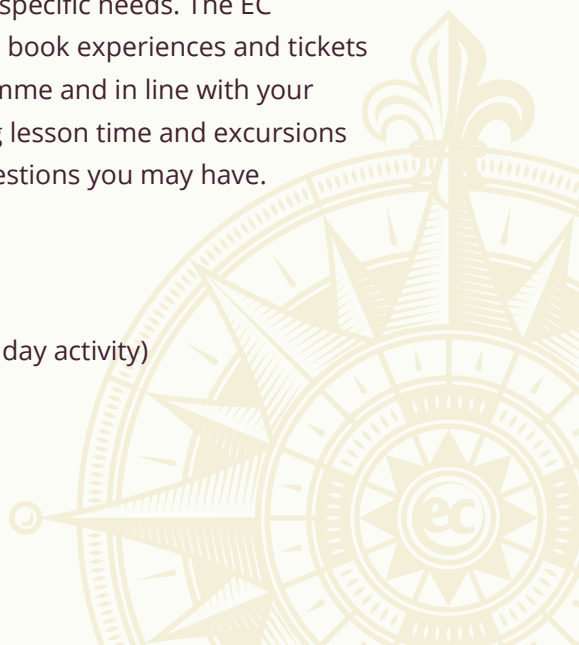 specific needs. The EC
book experiences and tickets
mme and in line with your
lesson time and excursions
estions you may have.
day activity)
ec